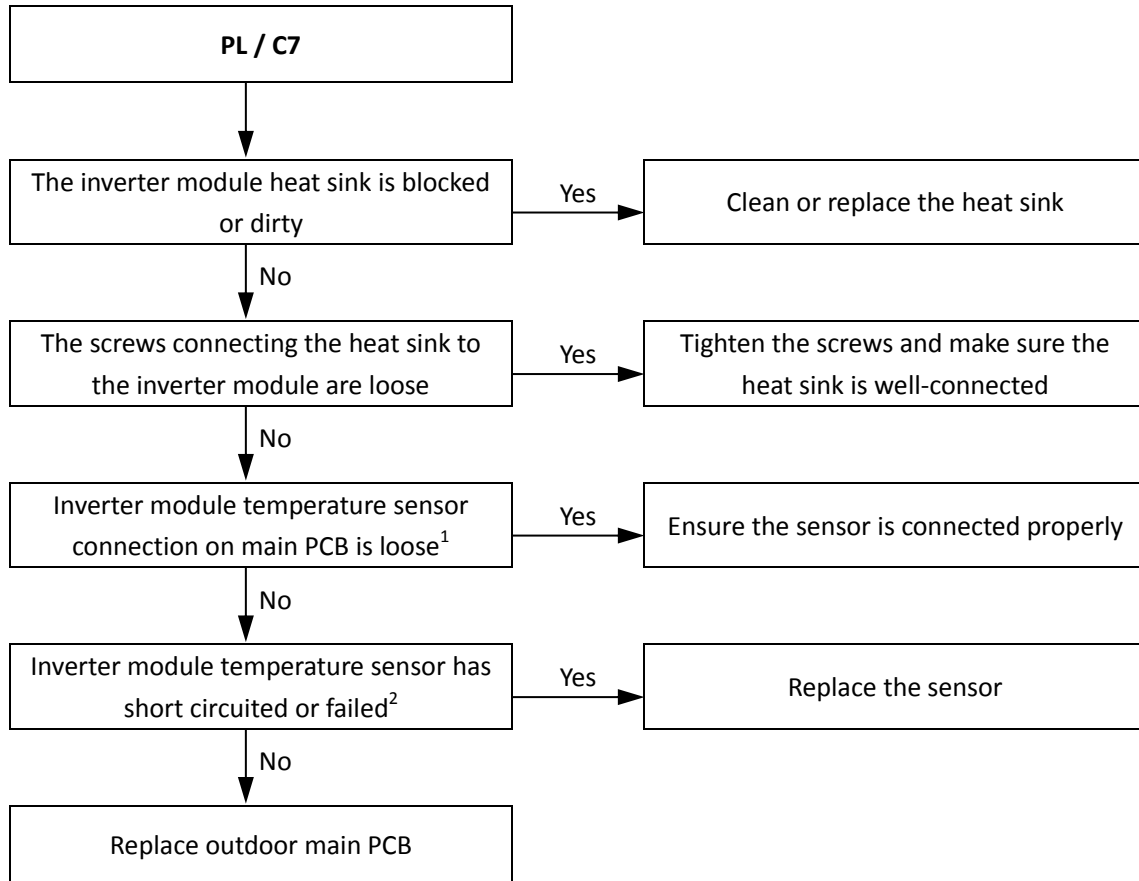 PL / C7
The inverter module heat sink is blocked
or dirty
Yes
Clean or replace the heat sink
No
The screws connecting the heat sink to
the inverter module are loose
Yes
Tighten the screws and make sure the
heat sink is well-connected
No
Inverter module temperature sensor
connection on main PCB is loose1
Yes
Ensure the sensor is connected properly
No
Inverter module temperature sensor has
short circuited or failed2
Yes
Replace the sensor
No
Replace outdoor main PCB